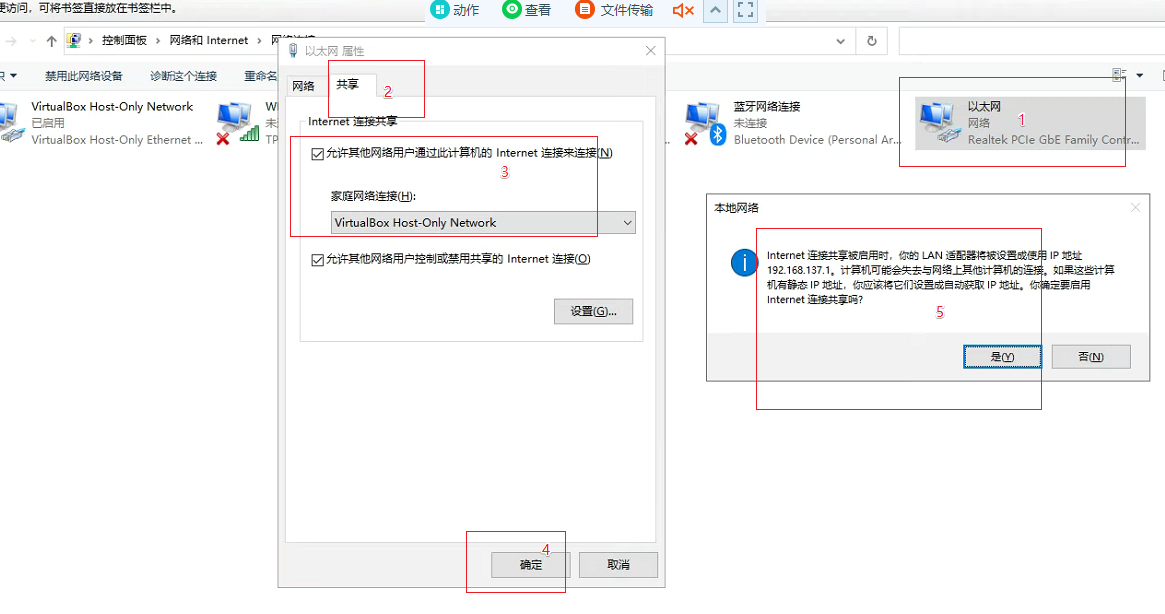 便访问，可将书签直接放在书签栏中。
动作
查看
文件传输
控制面板 › 网络和 Internet › 网络连接
禁用此网络设备
诊断这个连接
重命名
VirtualBox Host-Only Network
已启用
VirtualBox Host-Only Ethernet ...
TP
以太网 属性
网络
共享
2
Internet 连接共享
允许其他网络用户通过此计算机的 Internet 连接来连接(N)
3
家庭网络连接(H):
VirtualBox Host-Only Network
允许其他网络用户控制或禁用共享的 Internet 连接(O)
设置(G)...
4
确定
取消
蓝牙网络连接
未连接
Bluetooth Device (Personal Ar...
以太网
1
网络
Realtek PCIe GbE Family Contr...
本地网络
Internet 连接共享被启用时，你的 LAN 适配器将被设置成使用 IP 地址
192.168.137.1。计算机可能会失去与网络上其他计算机的连接。如果这些计算
机有静态 IP 地址，你应该将它们设置成自动获取 IP 地址。你确定要启用
Internet 连接共享吗?
5
是(Y)
否(N)